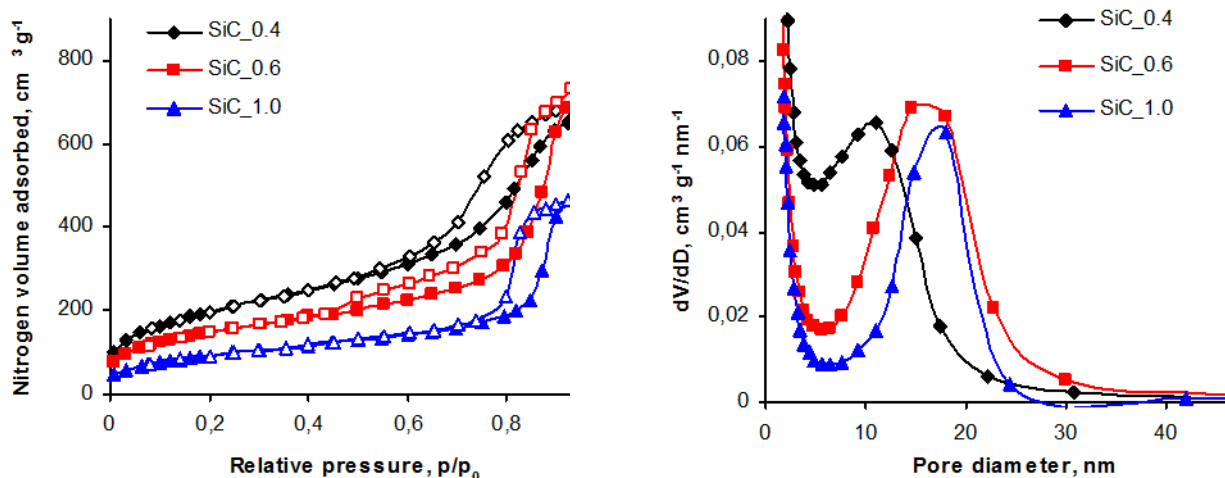 Nitrogen volume adsorbed, cm ³ g⁻¹
800
600
400
200
0
SiC_0.4
SiC_0.6
SiC_1.0
0 0,2 0,4 0,6 0,8
Relative pressure, p/p₀
dV/dD, cm³ g⁻¹ nm⁻¹
0,08
0,06
0,04
0,02
0
SiC_0.4
SiC_0.6
SiC_1.0
0 10 20 30 40
Pore diameter, nm